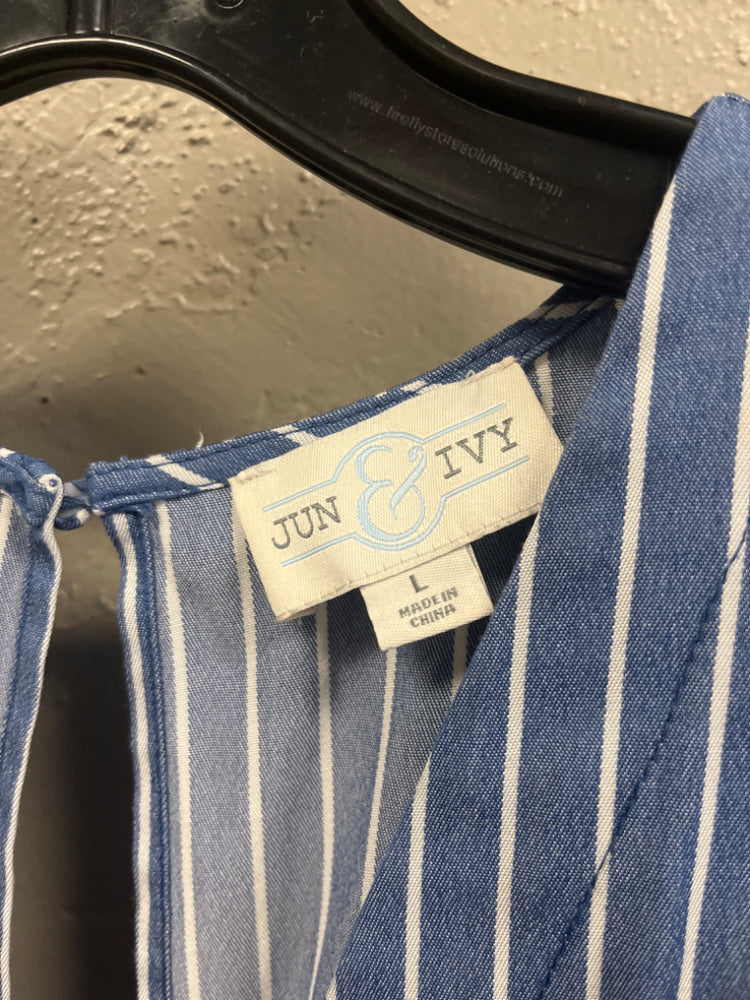 www.fireflystoresolutions.com
JUN & IVY
L
MADE IN
CHINA